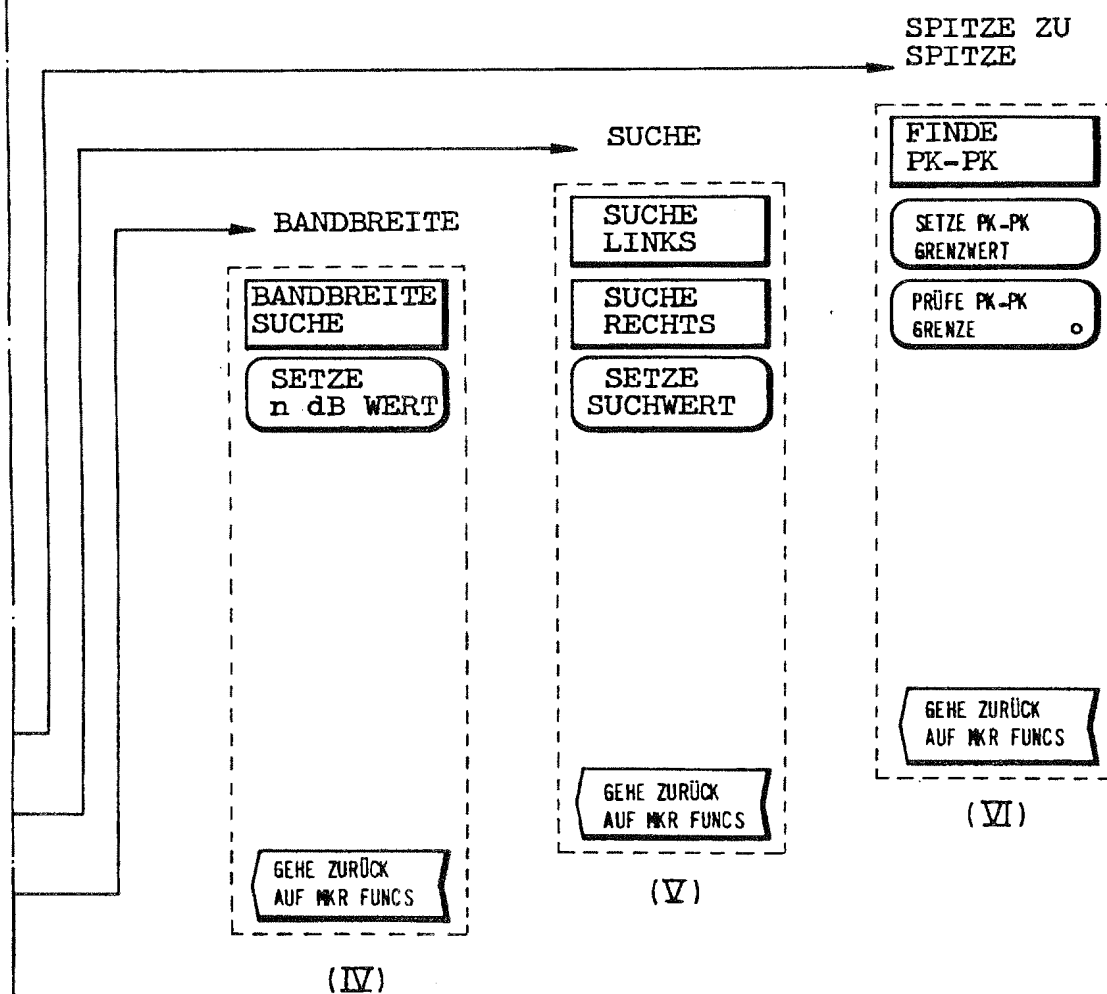 SPITZE ZU
SPITZE
FINDE
PK-PK
SETZE PK-PK
GRENZWERT
PRÜFE PK-PK
GRENZE
GEHE ZURÜCK
AUF MKR FUNCS
(VI)
SUCHE
SUCHE
LINKS
SUCHE
RECHTS
SETZE
SUCHWERT
GEHE ZURÜCK
AUF MKR FUNCS
(V)
BANDBREITE
BANDBREITE
SUCHE
SETZE
n dB WERT
GEHE ZURÜCK
AUF MKR FUNCS
(IV)